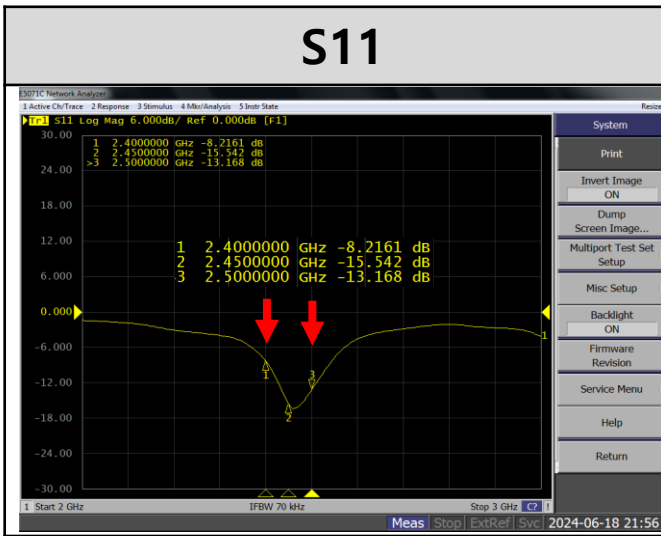 S11
E5071C Network Analyzer
1 Active Ch/Trace 2 Response 3 Stimulus 4 Mkr/Analysis 5 Instr State
Resize
Tr1 S11 Log Mag 6.000dB/ Ref 0.000dB [F1]
30.00
1 2.4000000 GHz -8.2161 dB
2 2.4500000 GHz -15.542 dB
>3 2.5000000 GHz -13.168 dB
24.00
18.00
12.00
1 2.4000000 GHz -8.2161 dB
2 2.4500000 GHz -15.542 dB
3 2.5000000 GHz -13.168 dB
6.000
0.000
-6.000
-12.00
-18.00
-24.00
-30.00
1
1
2
3
1 Start 2 GHz
IFBW 70 kHz
Stop 3 GHz C? !
System
Print
Invert Image
ON
Dump
Screen Image...
Multiport Test Set
Setup
Misc Setup
Backlight
ON
Firmware
Revision
Service Menu
Help
Return
Meas Stop ExtRef Svc 2024-06-18 21:56